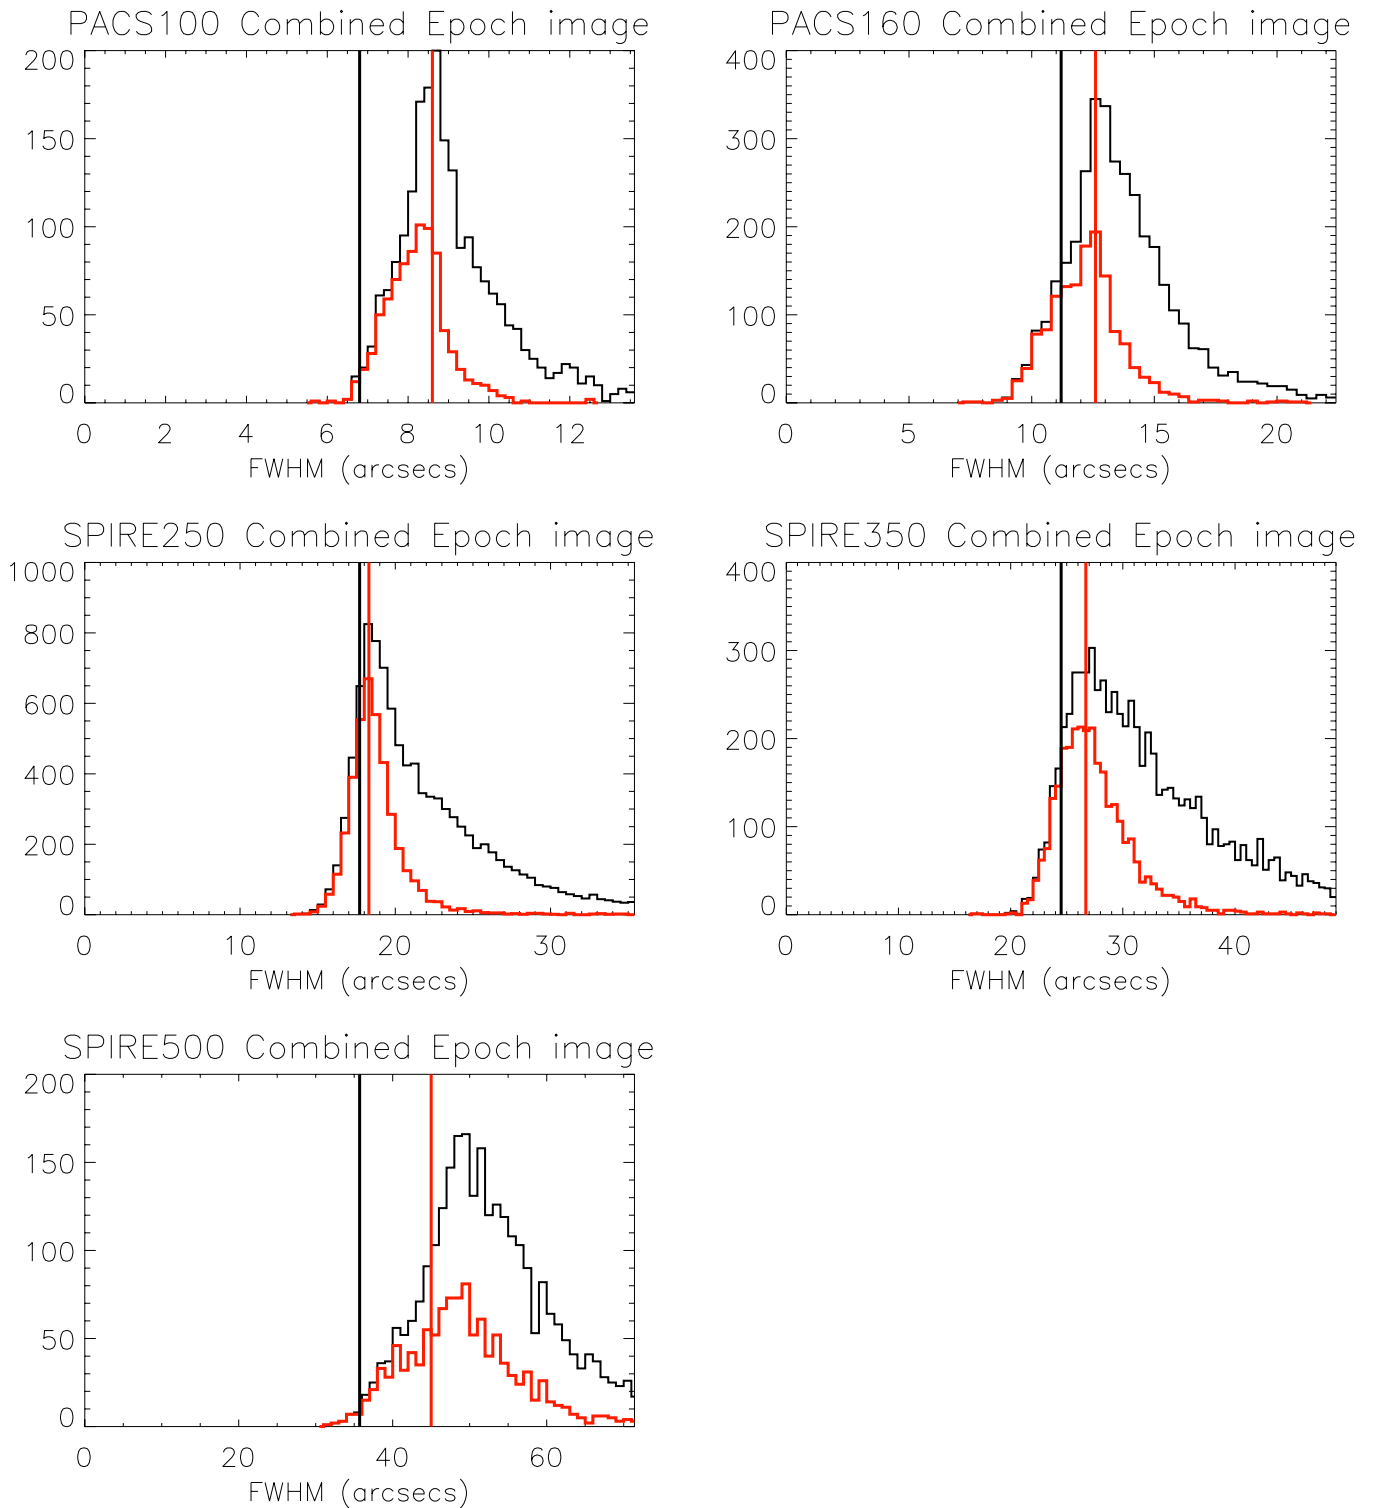 PACS100 Combined Epoch image
200
150
100
50
0
0 2 4 6 8 10 12
FWHM (arcsecs)
PACS160 Combined Epoch image
400
300
200
100
0
0 5 10 15 20
FWHM (arcsecs)
SPIRE250 Combined Epoch image
1000
800
600
400
200
0
0 10 20 30
FWHM (arcsecs)
SPIRE350 Combined Epoch image
400
300
200
100
0
0 10 20 30 40
FWHM (arcsecs)
SPIRE500 Combined Epoch image
200
150
100
50
0
0 20 40 60
FWHM (arcsecs)